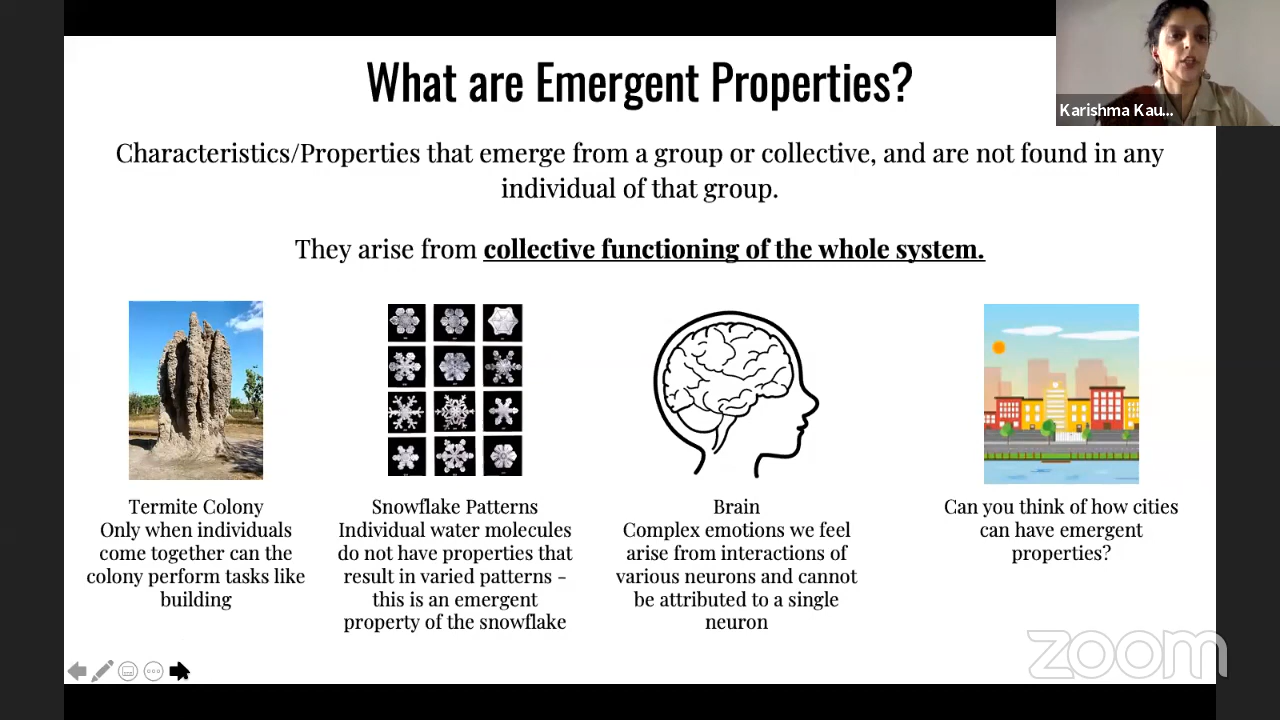 What are Emergent Properties?
Karishma Kau...
Characteristics/Properties that emerge from a group or collective, and are not found in any
individual of that group.
They arise from collective functioning of the whole system.
Termite Colony
Only when individuals
come together can the
colony perform tasks like
building
Snowflake Patterns
Individual water molecules
do not have properties that
result in varied patterns -
this is an emergent
property of the snowflake
Brain
Complex emotions we feel
arise from interactions of
various neurons and cannot
be attributed to a single
neuron
Can you think of how cities
can have emergent
properties?
zoom